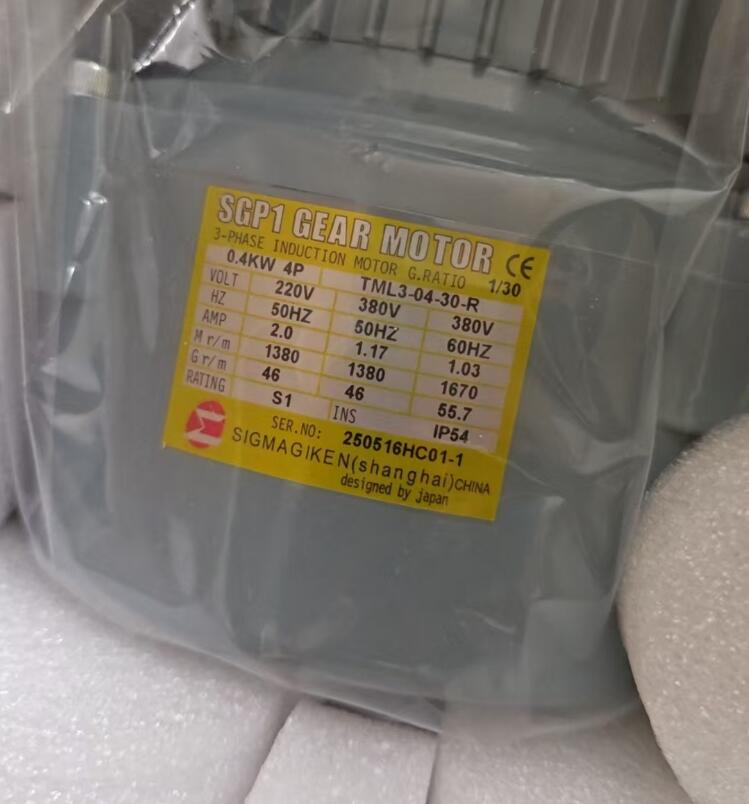 SGP1 GEAR MOTOR CE
3-PHASE INDUCTION MOTOR G.RATIO 1/30
0.4KW 4P TML3-04-30-R
VOLT 220V 380V 380V
HZ 50HZ 50HZ 60HZ
AMP 2.0 1.17 1.03
M r/m 1380 1380 1670
G r/m 46 46 55.7
RATING S1 INS IP54
SER.NO: 250516HC01-1
SIGMAGIKEN(shanghai)CHINA
designed by japan